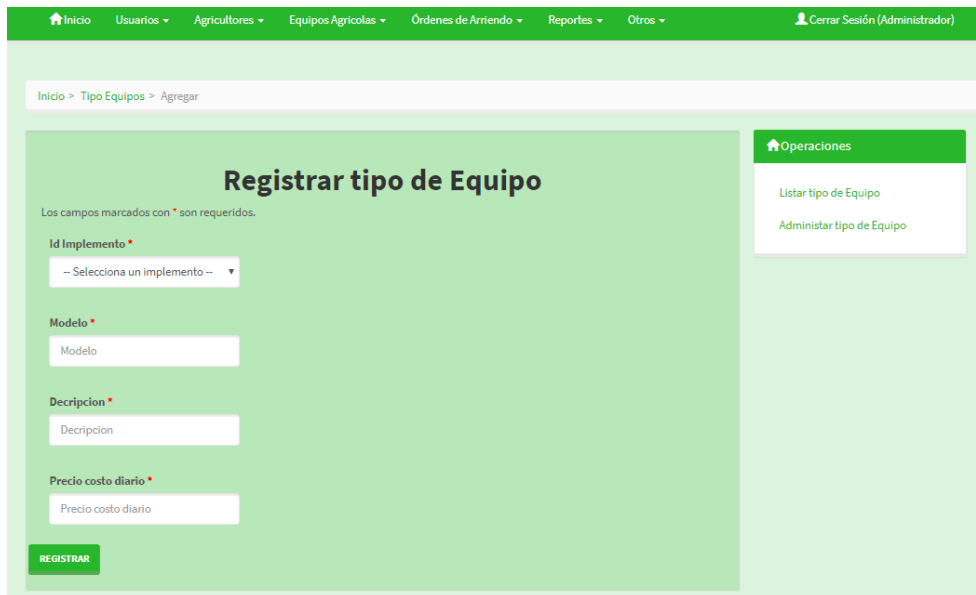 Inicio Usuarios Agricultores Equipos Agricolas Órdenes de Arriendo Reportes Otros Cerrar Sesión (Administrador)
Inicio > Tipo Equipos > Agregar
Registrar tipo de Equipo
Los campos marcados con * son requeridos.
Id Implemento *
-- Selecciona un implemento --
Modelo *
Modelo
Decripcion *
Decripcion
Precio costo diario *
Precio costo diario
REGISTRAR
Operaciones
Listar tipo de Equipo
Administar tipo de Equipo